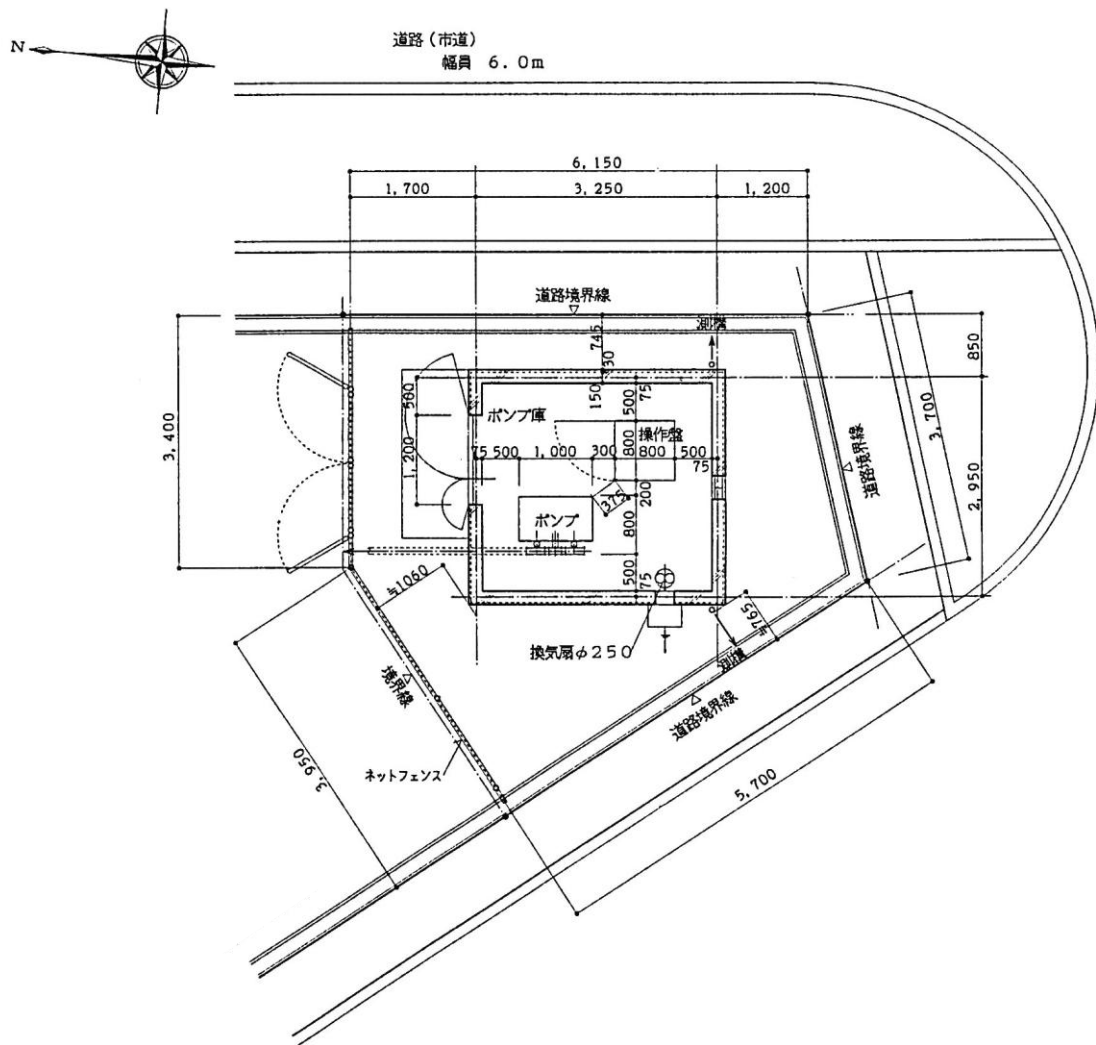 N
道路(市道)
幅員 6.0m
6,150
1,700
3,250
1,200
道路境界線
側溝
745
30
150
75
850
2,950
3,400
500
1,200
ポンプ庫
操作盤
500
800
200
800
500
75
75
500
1,000
300
800
500
75
375
ポンプ
3,700
道路境界線
≒1060
≒765
換気扇φ250
側溝
境界線
道路境界線
3,950
ネットフェンス
5,700